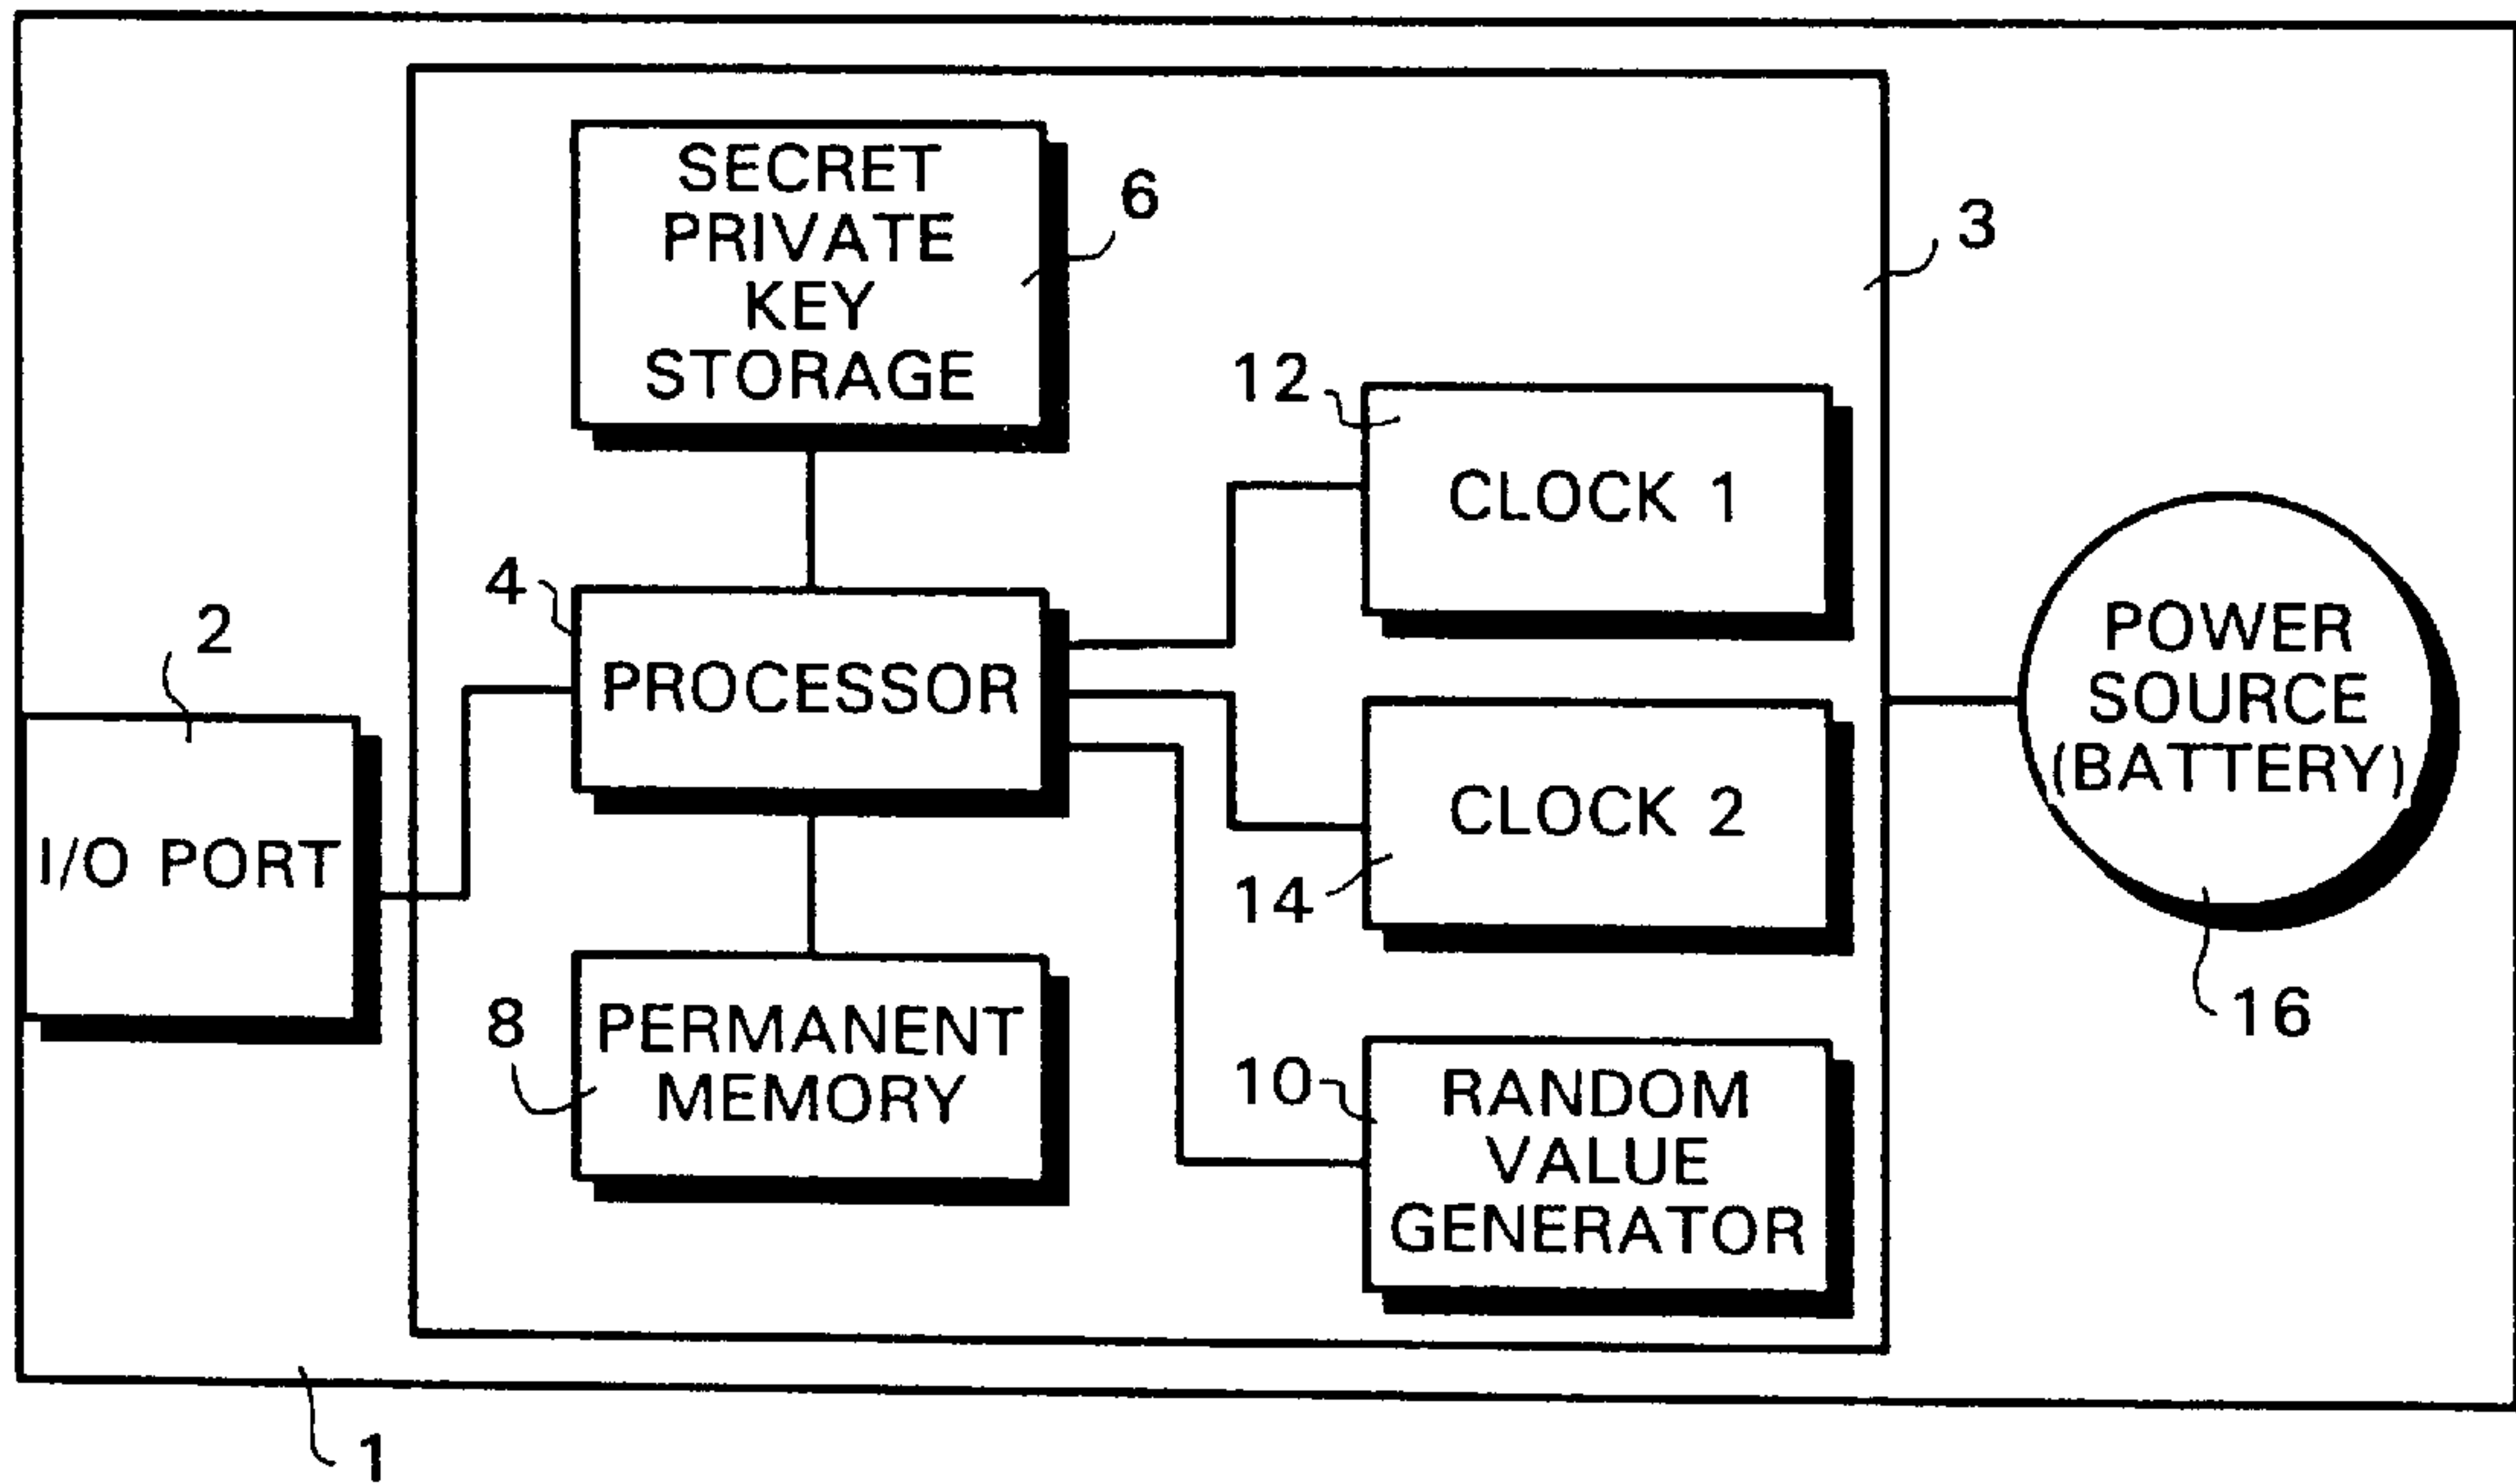 SECRET
PRIVATE
KEY
STORAGE
6
3
12
CLOCK 1
4
PROCESSOR
2
I/O PORT
POWER
SOURCE
(BATTERY)
CLOCK 2
14
16
8
PERMANENT
MEMORY
10
RANDOM
VALUE
GENERATOR
1